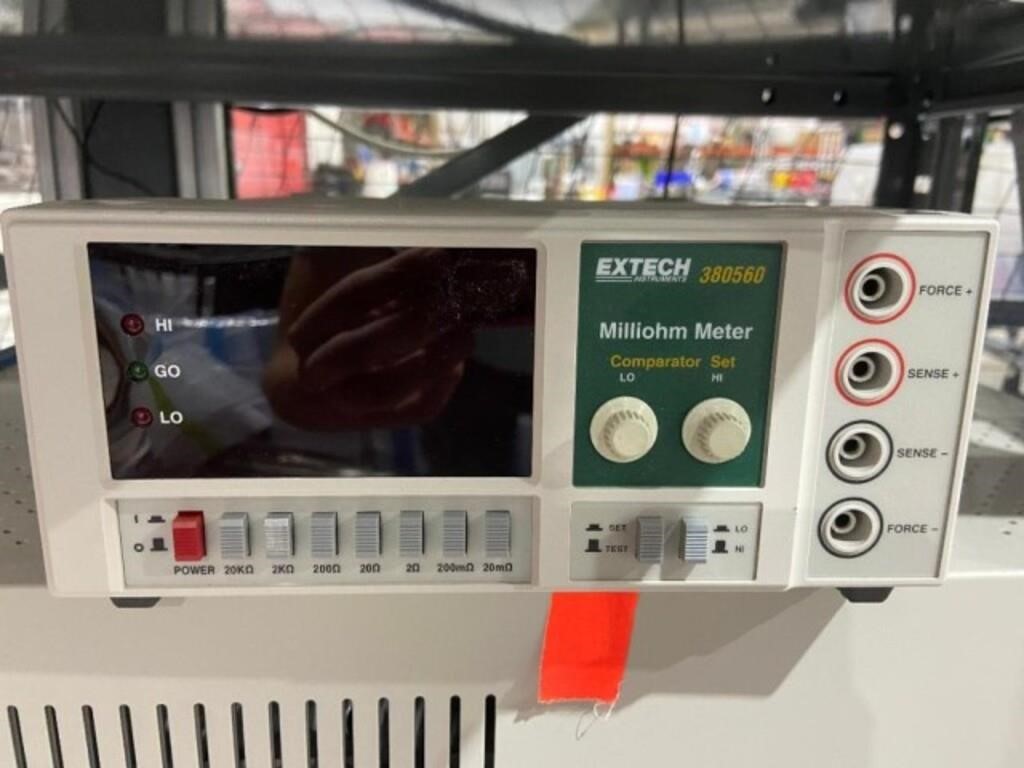 HI
GO
LO
EXTECH
INSTRUMENTS
380560
Milliohm Meter
Comparator Set
LO HI
FORCE +
SENSE +
SENSE −
FORCE −
I
O
POWER 20KΩ 2KΩ 200Ω 20Ω 2Ω 200mΩ 20mΩ
SET
TEST
LO
HI